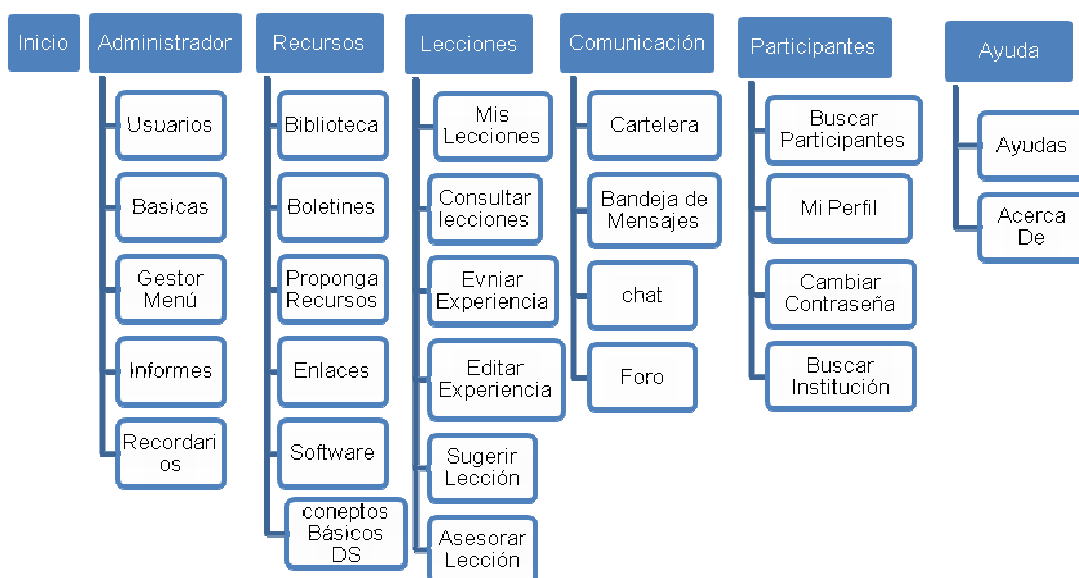 Inicio
Administrador
Usuarios
Basicas
Gestor
Menú
Informes
Recordari
os
Recursos
Biblioteca
Boletines
Proponga
Recursos
Enlaces
Software
coneptos
Básicos
DS
Lecciones
Mis
Lecciones
Consultar
lecciones
Evniar
Experiencia
Editar
Experiencia
Sugerir
Lección
Asesorar
Lección
Comunicación
Cartelera
Bandeja de
Mensajes
chat
Foro
Participantes
Buscar
Participantes
Mi Perfil
Cambiar
Contraseña
Buscar
Institución
Ayuda
Ayudas
Acerca
De